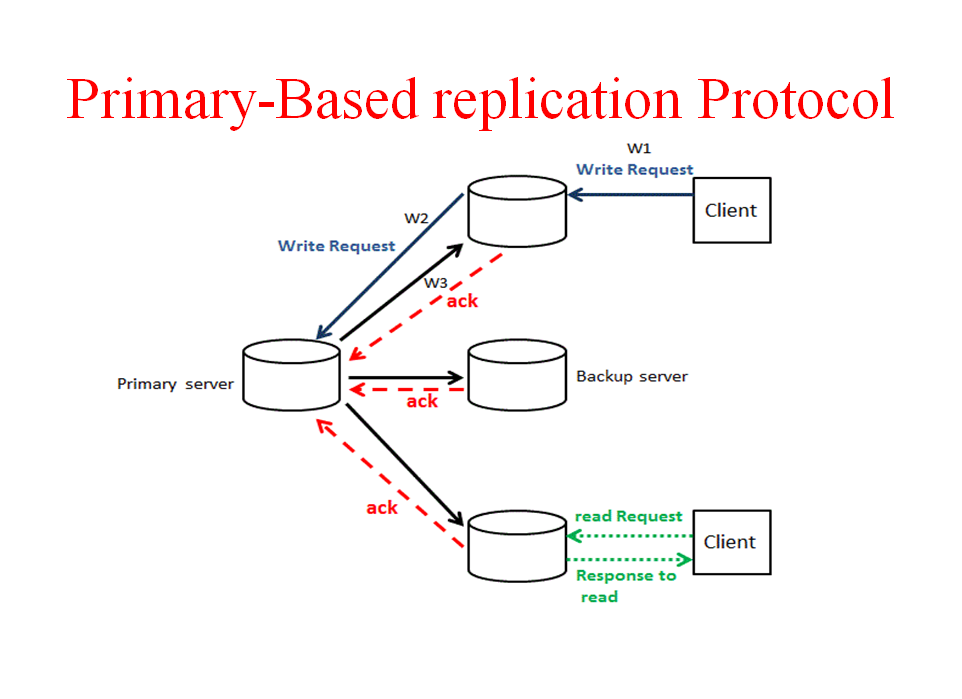 Primary-Based replication Protocol
W1
Write Request
Client
W2
Write Request
W3
ack
Primary server
Backup server
ack
ack
read Request
Client
Response to
read